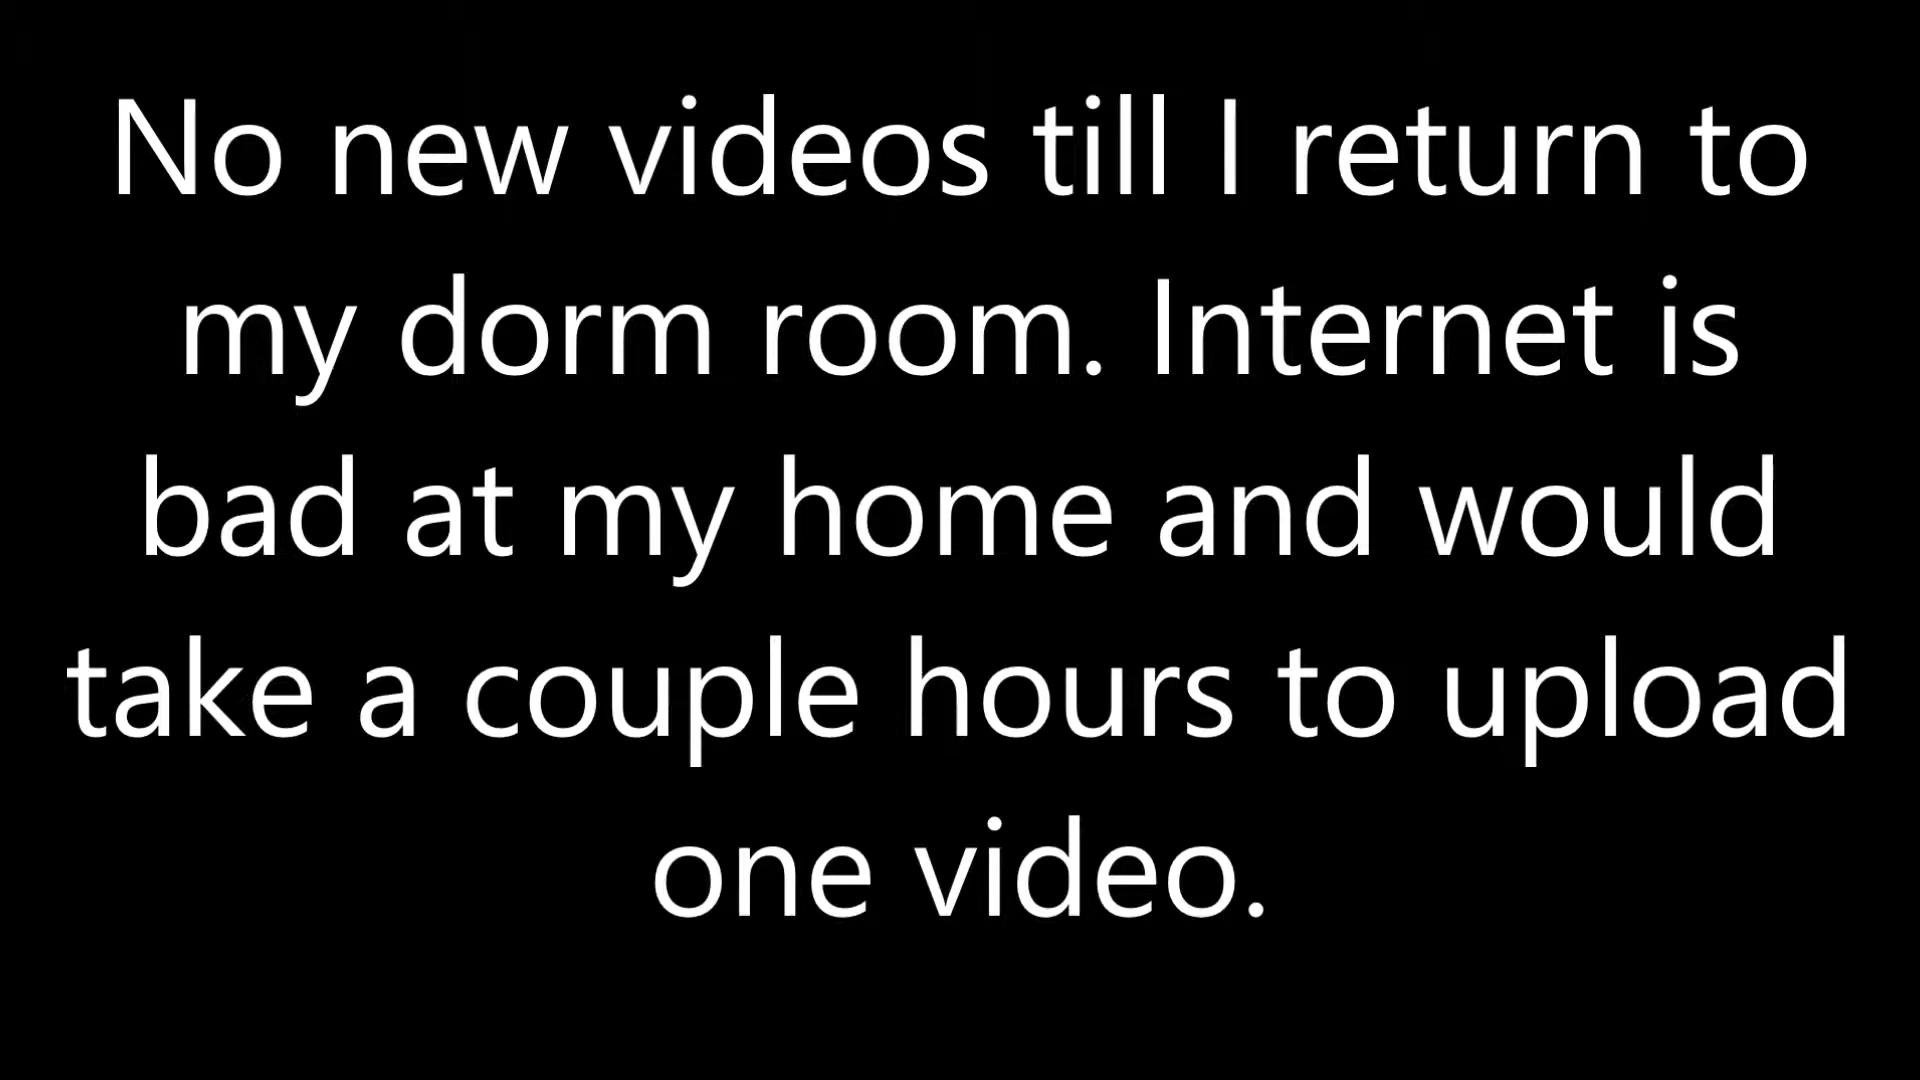 No new videos till I return to
my dorm room. Internet is
bad at my home and would
take a couple hours to upload
one video.